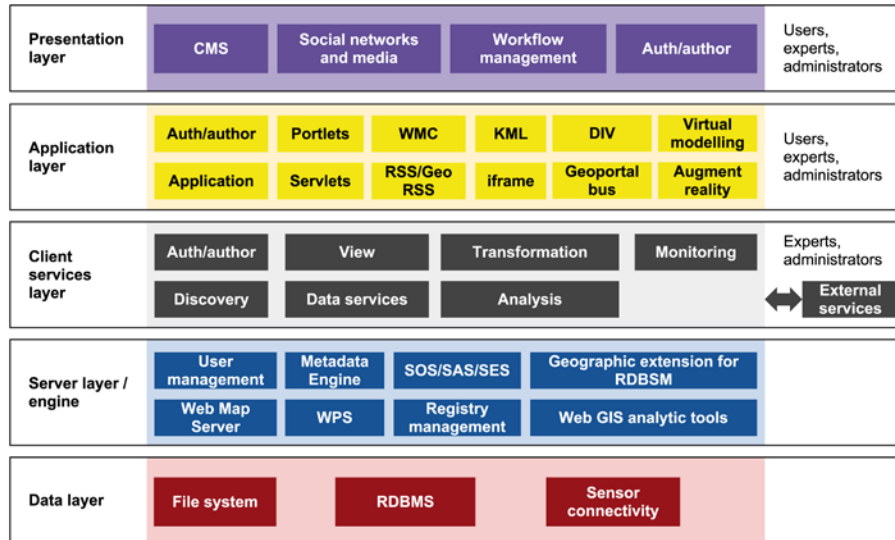 Presentation
layer
CMS
Social networks
and media
Workflow
management
Auth/author
Users,
experts,
administrators
Application
layer
Auth/author
Portlets
WMC
KML
DIV
Virtual
modelling
Application
Servlets
RSS/Geo
RSS
iframe
Geoportal
bus
Augment
reality
Users,
experts,
administrators
Client
services
layer
Auth/author
View
Transformation
Monitoring
Discovery
Data services
Analysis
Experts,
administrators
External
services
Server layer /
engine
User
management
Metadata
Engine
SOS/SAS/SES
Geographic extension for
RDBSM
Web Map
Server
WPS
Registry
management
Web GIS analytic tools
Data layer
File system
RDBMS
Sensor
connectivity